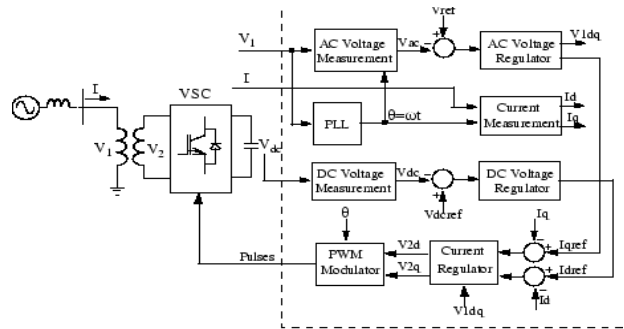 Vref
V1
AC Voltage
Measurement
Vac
−
+
AC Voltage
Regulator
V1dq
I
I
VSC
PLL
θ=ωt
Current
Measurement
Id
Iq
V1
V2
Vdc
DC Voltage
Measurement
Vdc
−
+
Vdcref
DC Voltage
Regulator
θ
Iq
Pulses
PWM
Modulator
V2d
V2q
Current
Regulator
−
+
Iqref
+
Idref
−
Id
V1dq